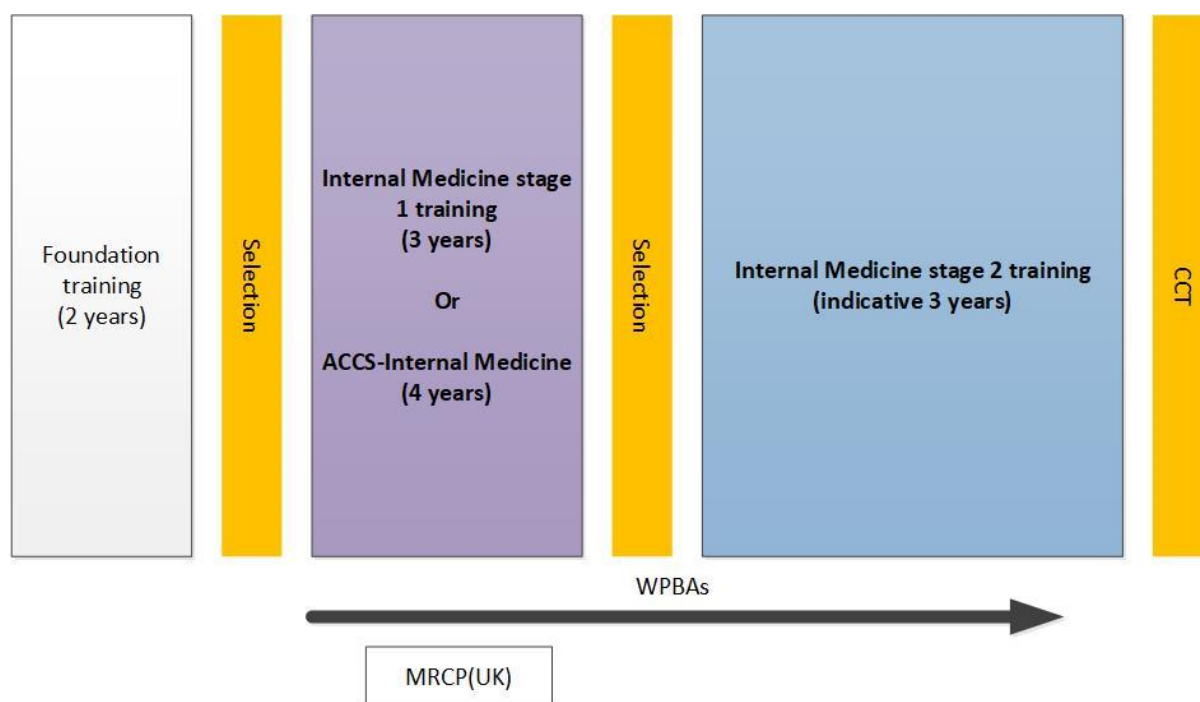 Foundation
training
(2 years)
Selection
Internal Medicine stage
1 training
(3 years)
Or
ACCS-Internal Medicine
(4 years)
Selection
Internal Medicine stage 2 training
(indicative 3 years)
CCT
WPBAs
MRCP(UK)